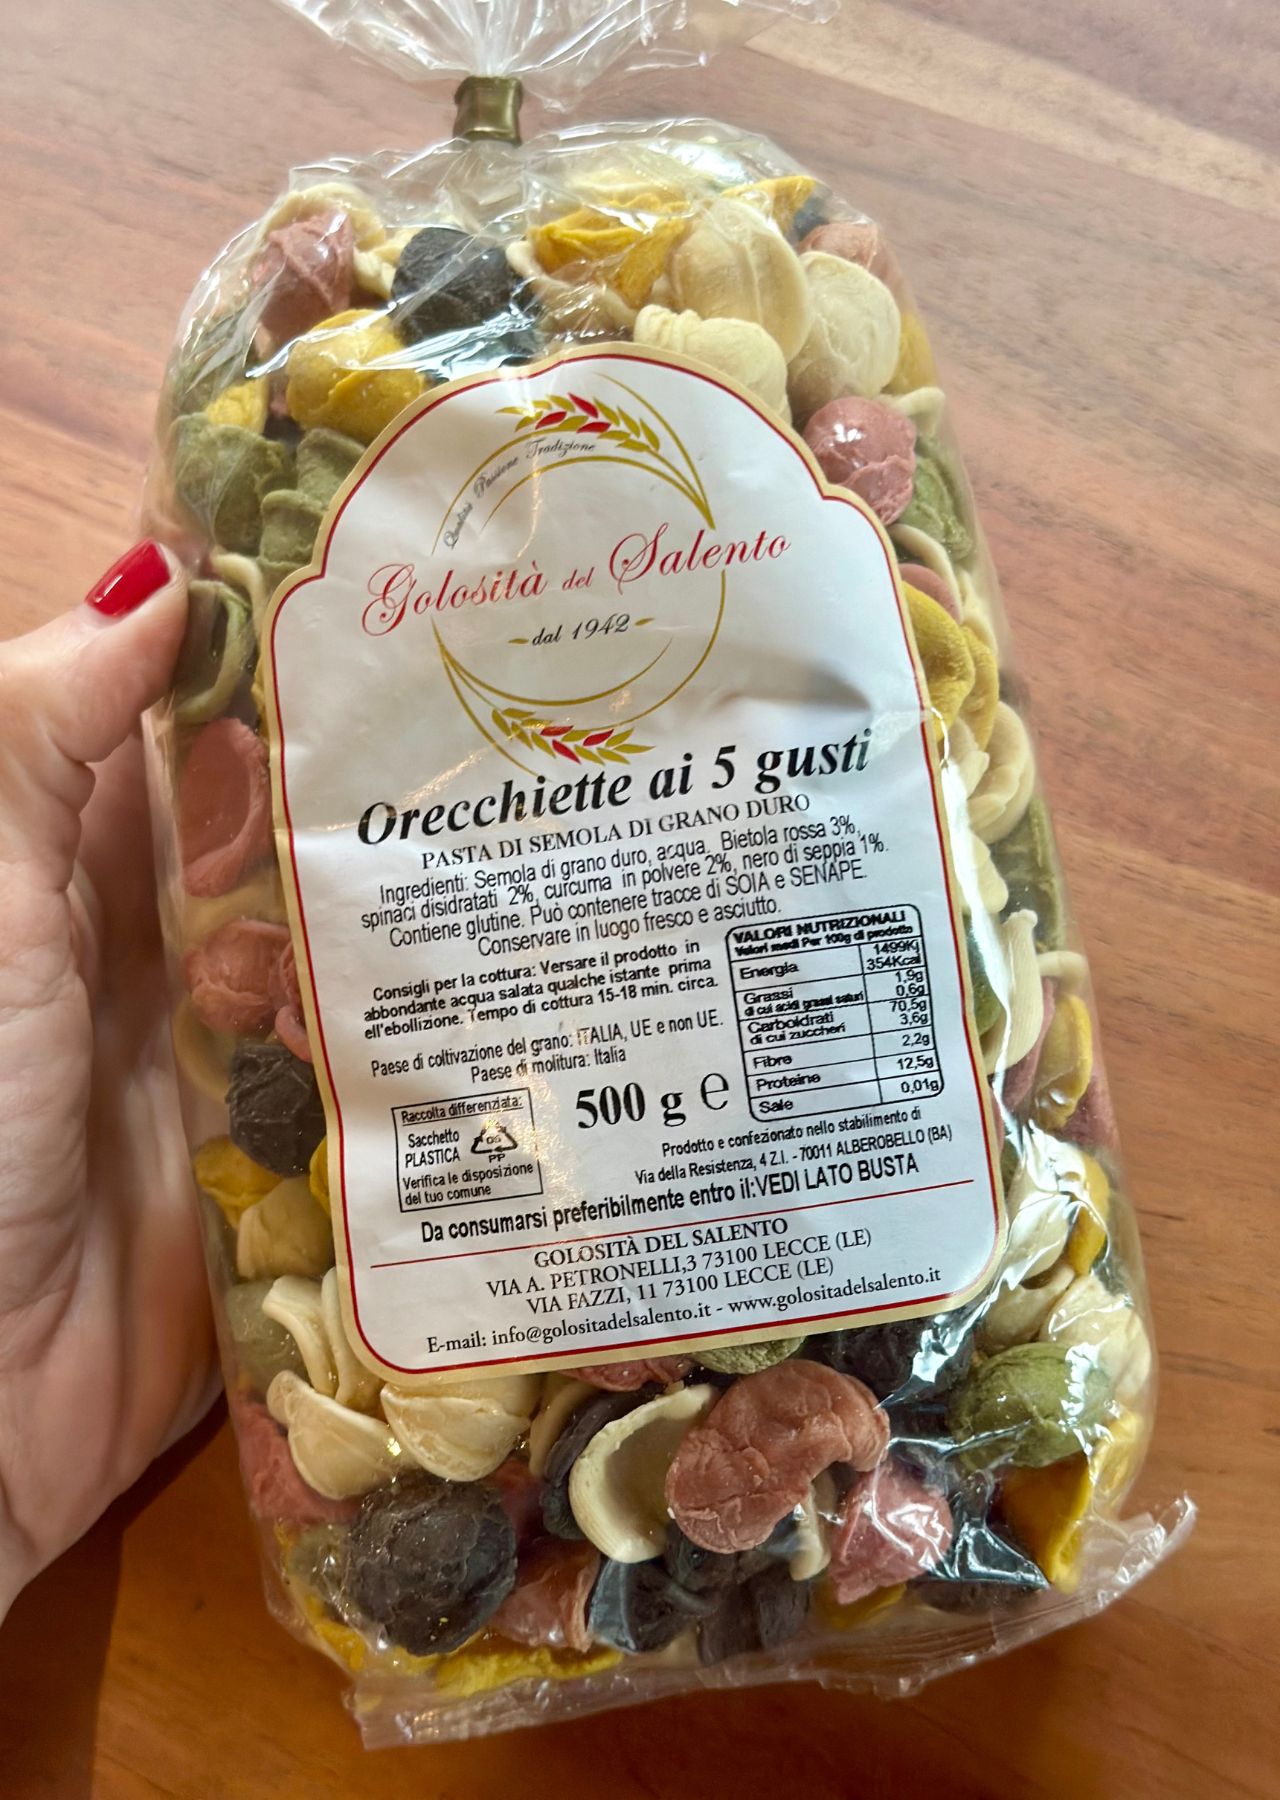 Qualità Passione Tradizione
Golosità del Salento
dal 1942
Orecchiette ai 5 gusti
PASTA DI SEMOLA DI GRANO DURO
Ingredienti: Semola di grano duro, acqua. Bietola rossa 3%,
spinaci disidratati 2%, curcuma in polvere 2%, nero di seppia 1%.
Contiene glutine. Può contenere tracce di SOIA e SENAPE.
Conservare in luogo fresco e asciutto.
Consigli per la cottura: Versare il prodotto in
abbondante acqua salata qualche istante prima
ell'ebollizione. Tempo di cottura 15-18 min. circa.
Paese di coltivazione del grano: ITALIA, UE e non UE.
Paese di molitura: Italia
VALORI NUTRIZIONALI
Valori medi Per 100g di prodotto
Energia 1499Kj
354Kcal
Grassi 1,9g
di cui acidi grassi saturi 0,6g
Carboidrati 70,5g
di cui zuccheri 3,6g
Fibre 2,2g
Proteine 12,5g
Sale 0,01g
Raccolta differenziata:
Sacchetto
PLASTICA
05
PP
Verifica le disposizione
del tuo comune
500 g e
Prodotto e confezionato nello stabilimento di
Via della Resistenza, 4 Z.I. - 70011 ALBEROBELLO (BA)
Da consumarsi preferibilmente entro il:VEDI LATO BUSTA
GOLOSITÀ DEL SALENTO
VIA A. PETRONELLI,3 73100 LECCE (LE)
VIA FAZZI, 11 73100 LECCE (LE)
E-mail: info@golositadelsalento.it - www.golositadelsalento.it